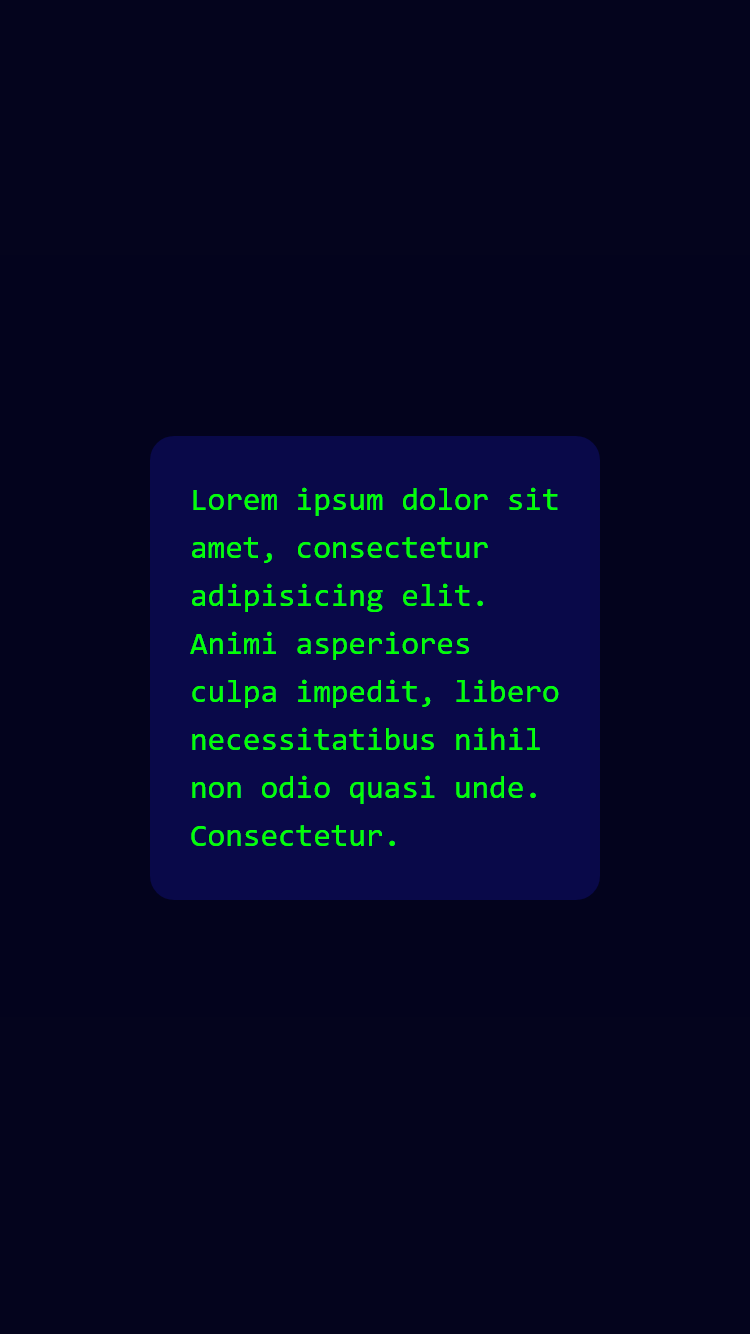 Lorem ipsum dolor sit
amet, consectetur
adipisicing elit.
Animi asperiores
culpa impedit, libero
necessitatibus nihil
non odio quasi unde.
Consectetur.